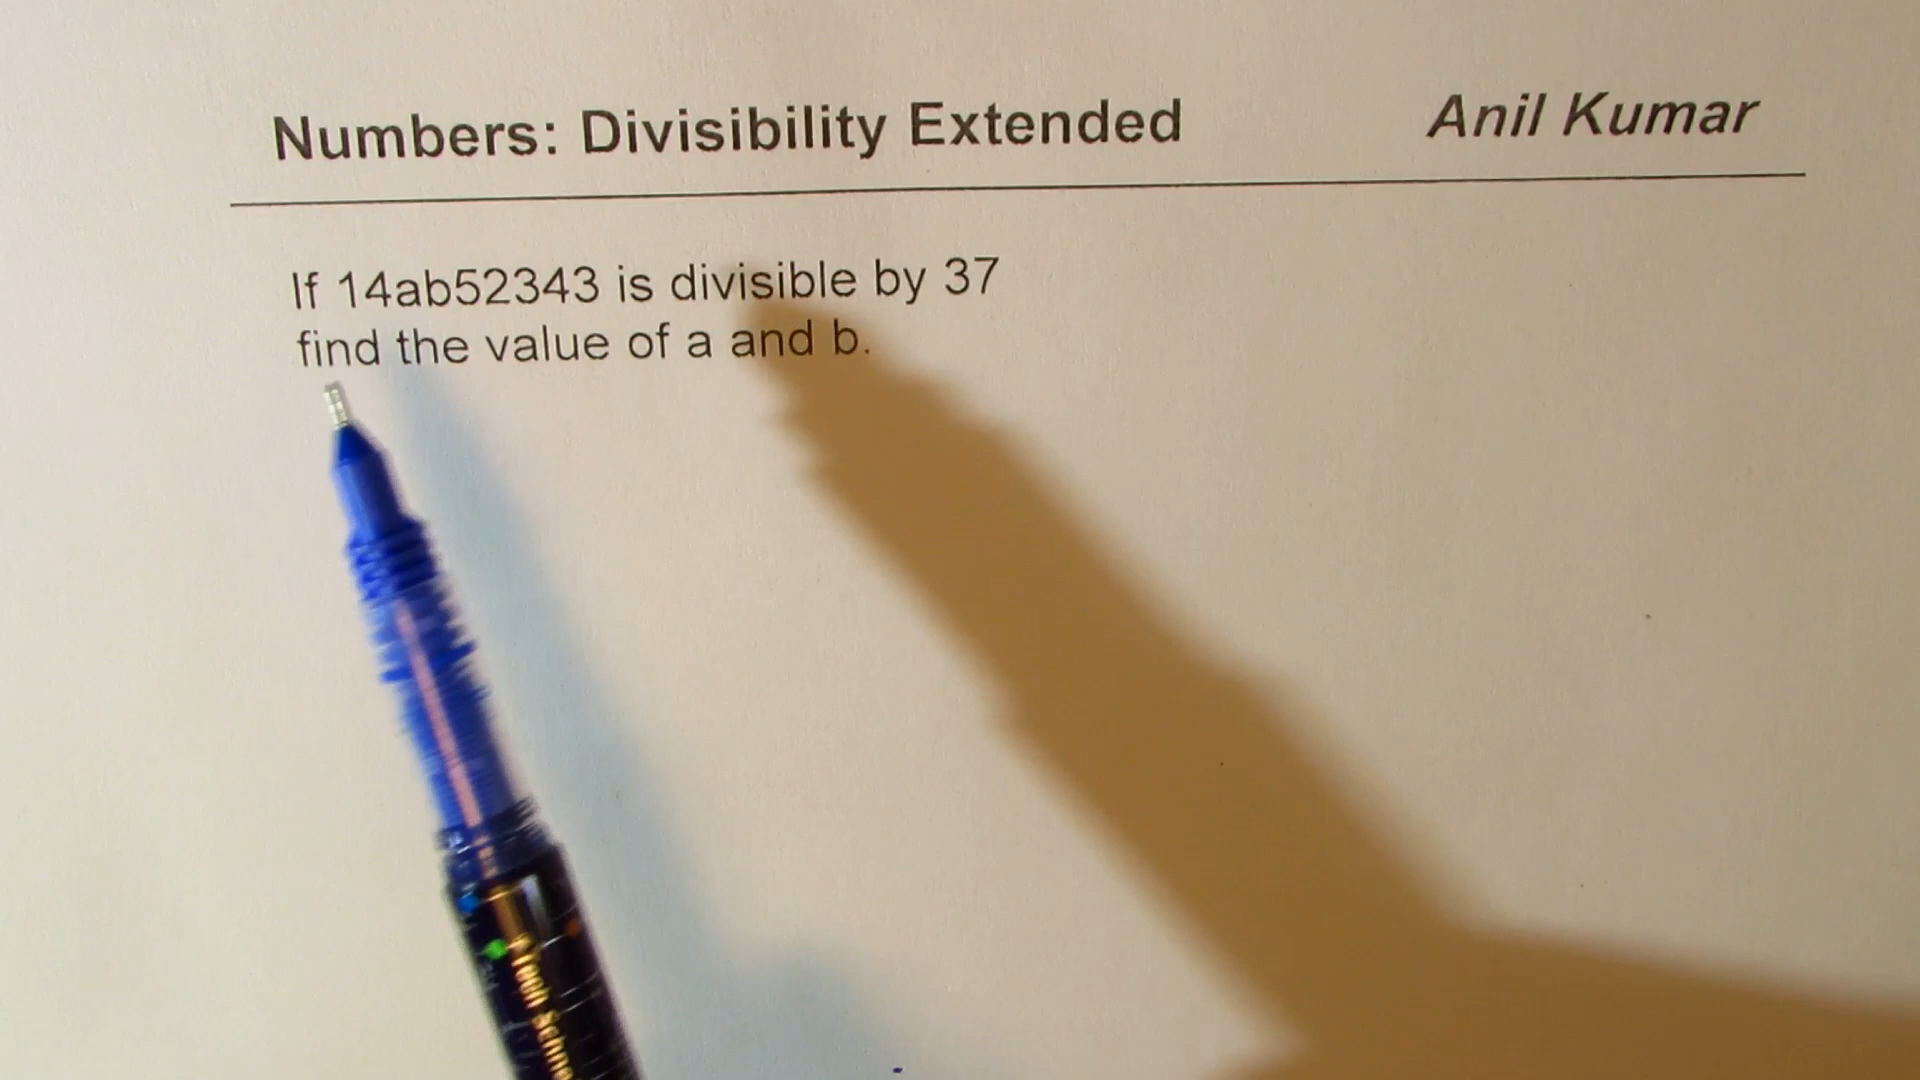 Numbers: Divisibility Extended
Anil Kumar
If 14ab52343 is divisible by 37
find the value of a and b.